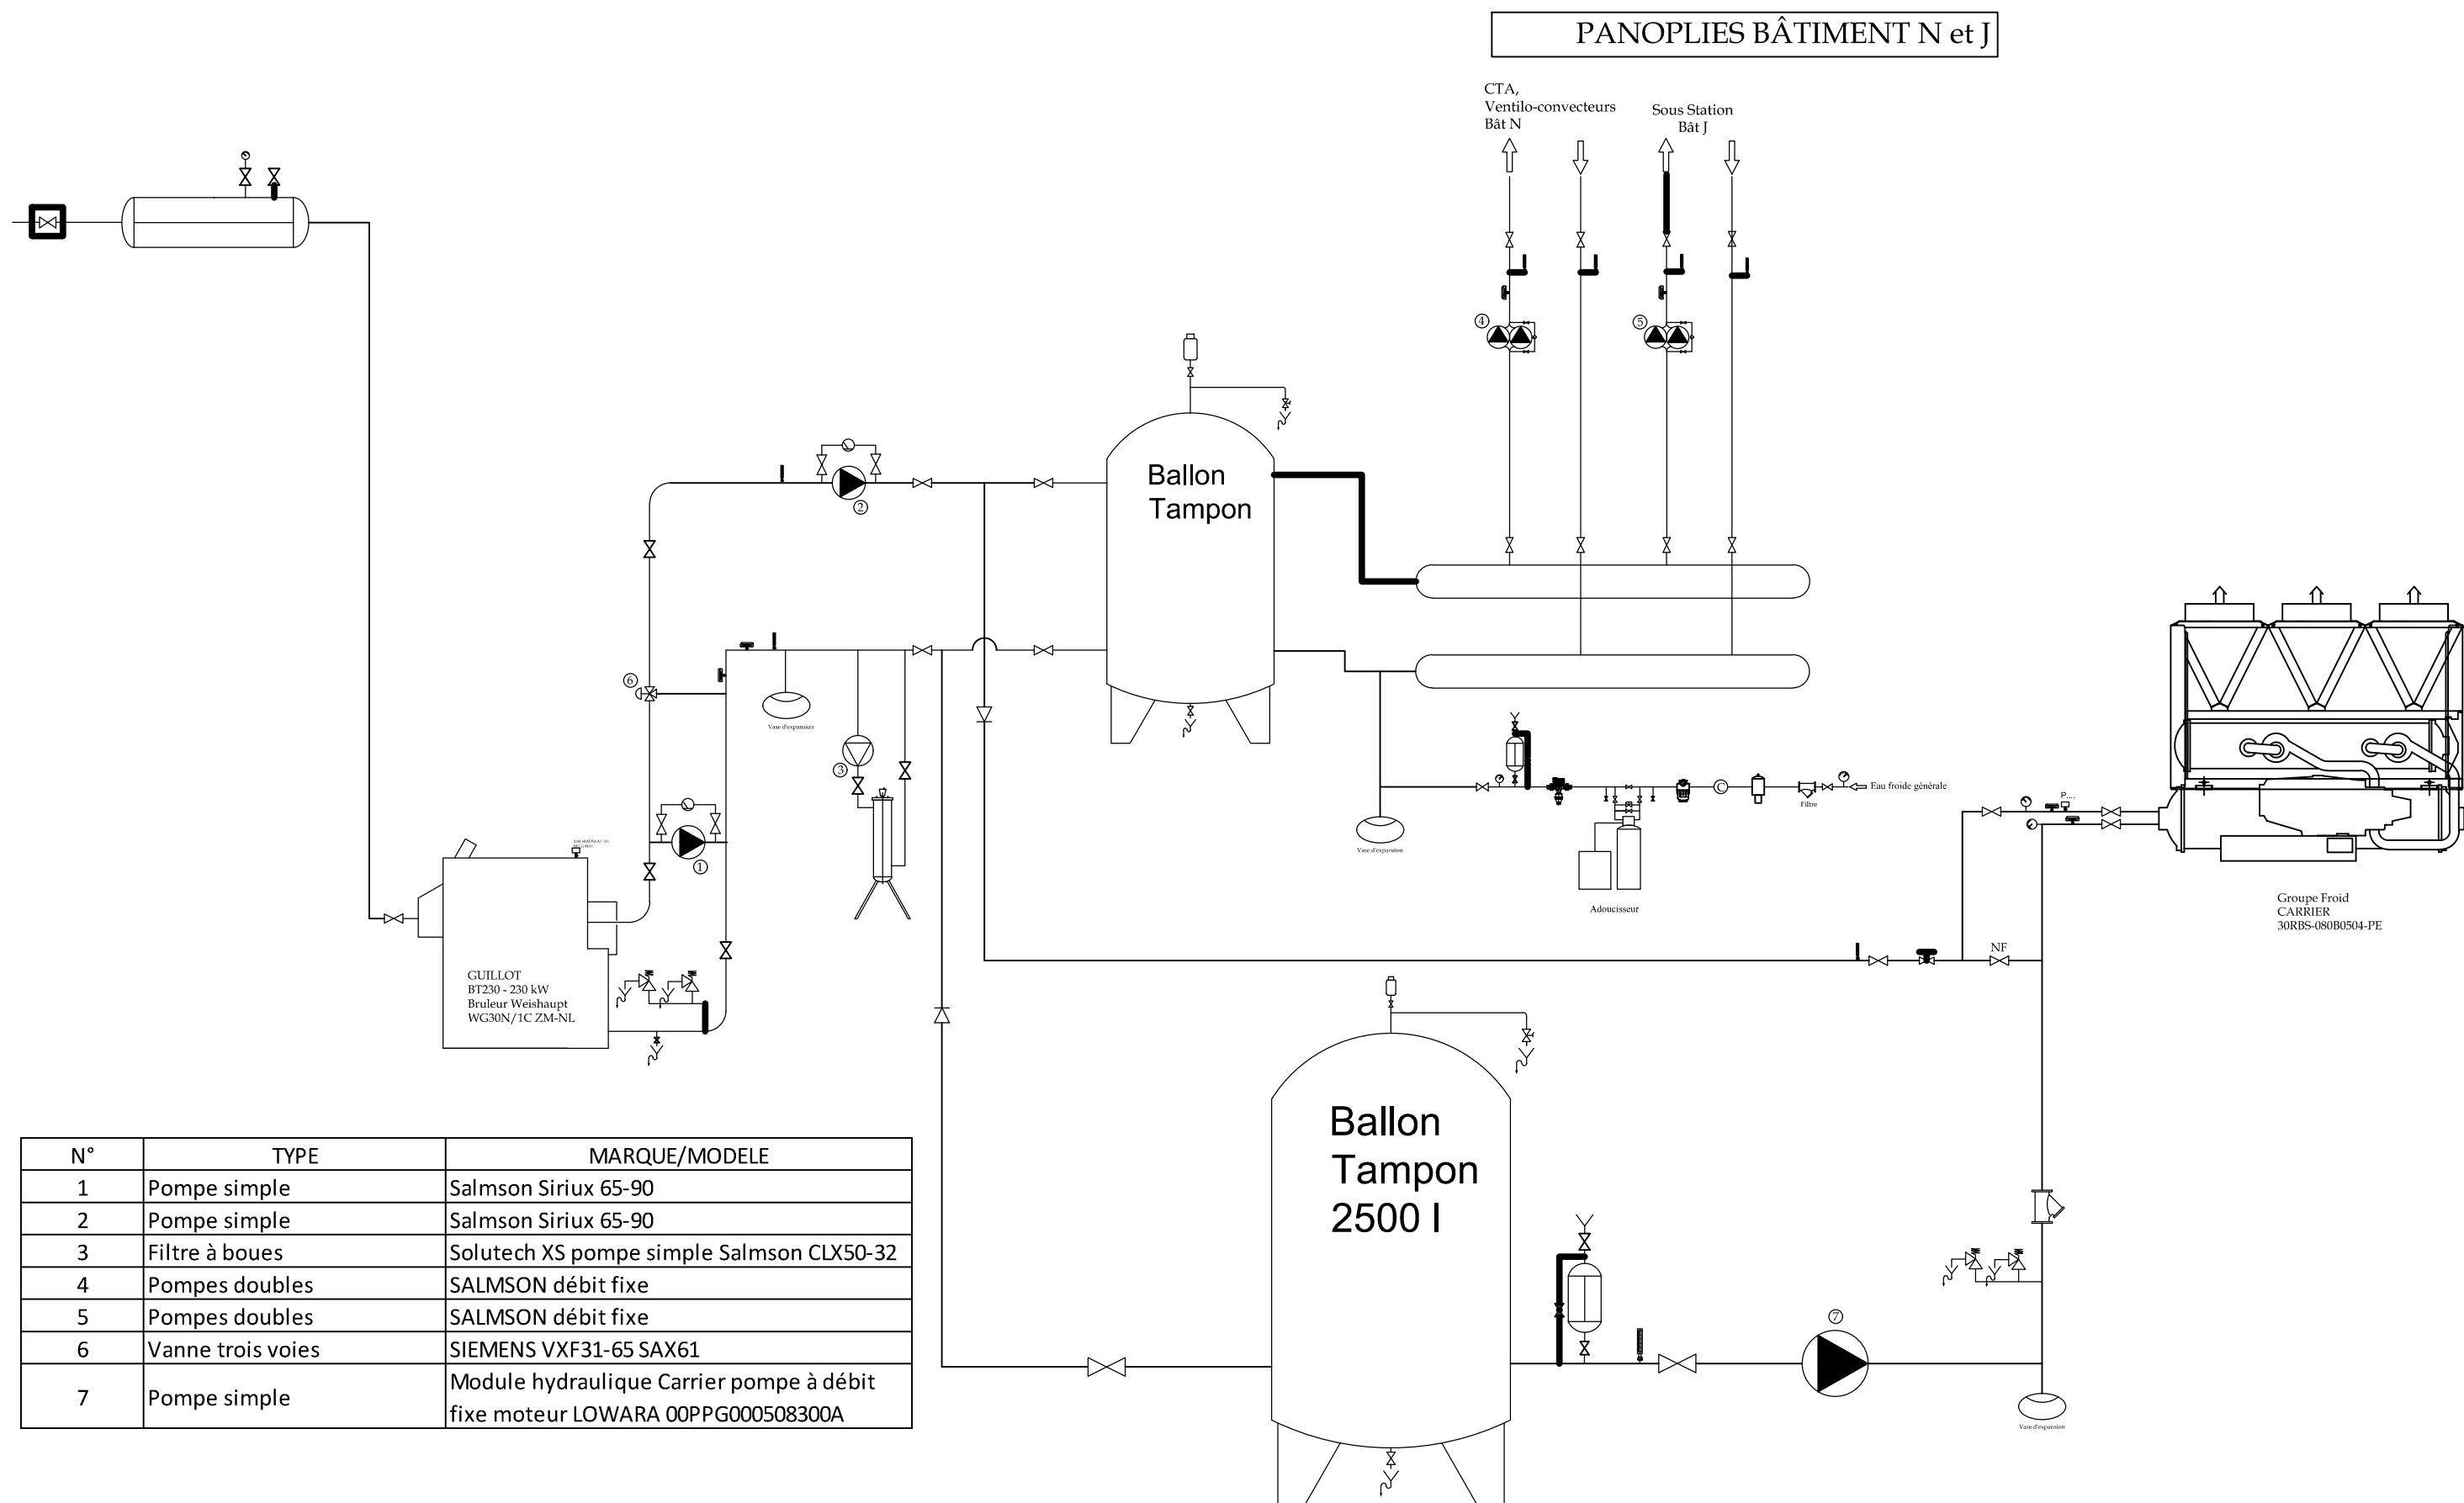 PANOPLIES BÂTIMENT N et J
CTA,
Ventilo-convecteurs
Bât N
Sous Station
Bât J
4
5
2
Ballon
Tampon
6
Vase d'expansion
3
1
Eau froide générale
C
Filtre
P....
Vase d'expansion
Adoucisseur
Groupe Froid
CARRIER
30RBS-080B0504-PE
NF
GUILLOT
BT230 - 230 kW
Bruleur Weishaupt
WG30N/1C ZM-NL
Ballon
Tampon
2500 l
7
Vase d'expansion
N° TYPE MARQUE/MODELE
1 Pompe simple Salmson Siriux 65-90
2 Pompe simple Salmson Siriux 65-90
3 Filtre à boues Solutech XS pompe simple Salmson CLX50-32
4 Pompes doubles SALMSON débit fixe
5 Pompes doubles SALMSON débit fixe
6 Vanne trois voies SIEMENS VXF31-65 SAX61
7 Pompe simple Module hydraulique Carrier pompe à débit
fixe moteur LOWARA 00PPG000508300A